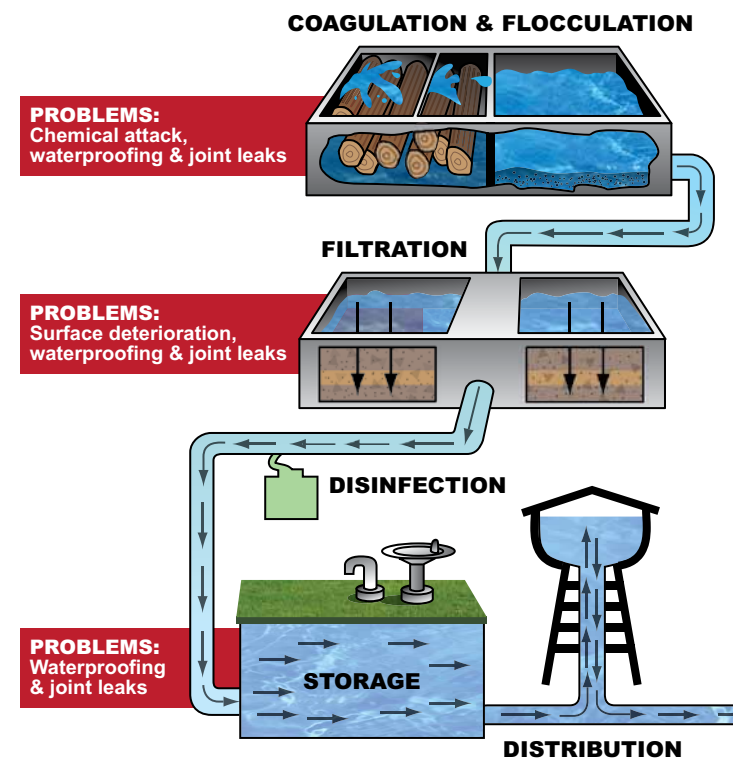 COAGULATION & FLOCCULATION
PROBLEMS:
Chemical attack,
waterproofing & joint leaks
FILTRATION
PROBLEMS:
Surface deterioration,
waterproofing & joint leaks
DISINFECTION
PROBLEMS:
Waterproofing
& joint leaks
STORAGE
DISTRIBUTION